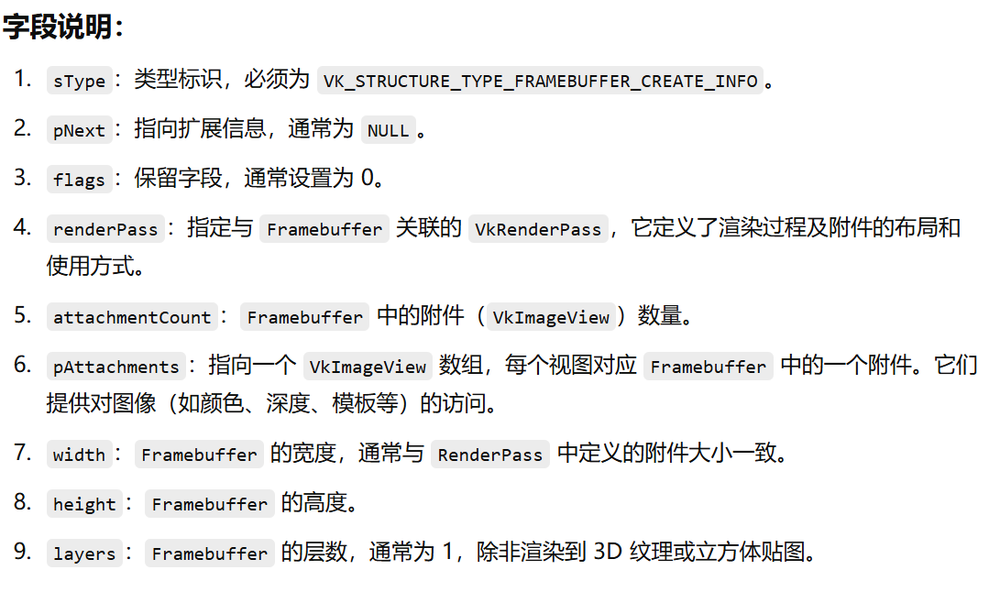 字段说明：
1. sType：类型标识，必须为 VK_STRUCTURE_TYPE_FRAMEBUFFER_CREATE_INFO。
2. pNext：指向扩展信息，通常为 NULL。
3. flags：保留字段，通常设置为 0。
4. renderPass：指定与 Framebuffer 关联的 VkRenderPass，它定义了渲染过程及附件的布局和
使用方式。
5. attachmentCount：Framebuffer 中的附件（VkImageView）数量。
6. pAttachments：指向一个 VkImageView 数组，每个视图对应 Framebuffer 中的一个附件。它们
提供对图像（如颜色、深度、模板等）的访问。
7. width：Framebuffer 的宽度，通常与 RenderPass 中定义的附件大小一致。
8. height：Framebuffer 的高度。
9. layers：Framebuffer 的层数，通常为 1，除非渲染到 3D 纹理或立方体贴图。